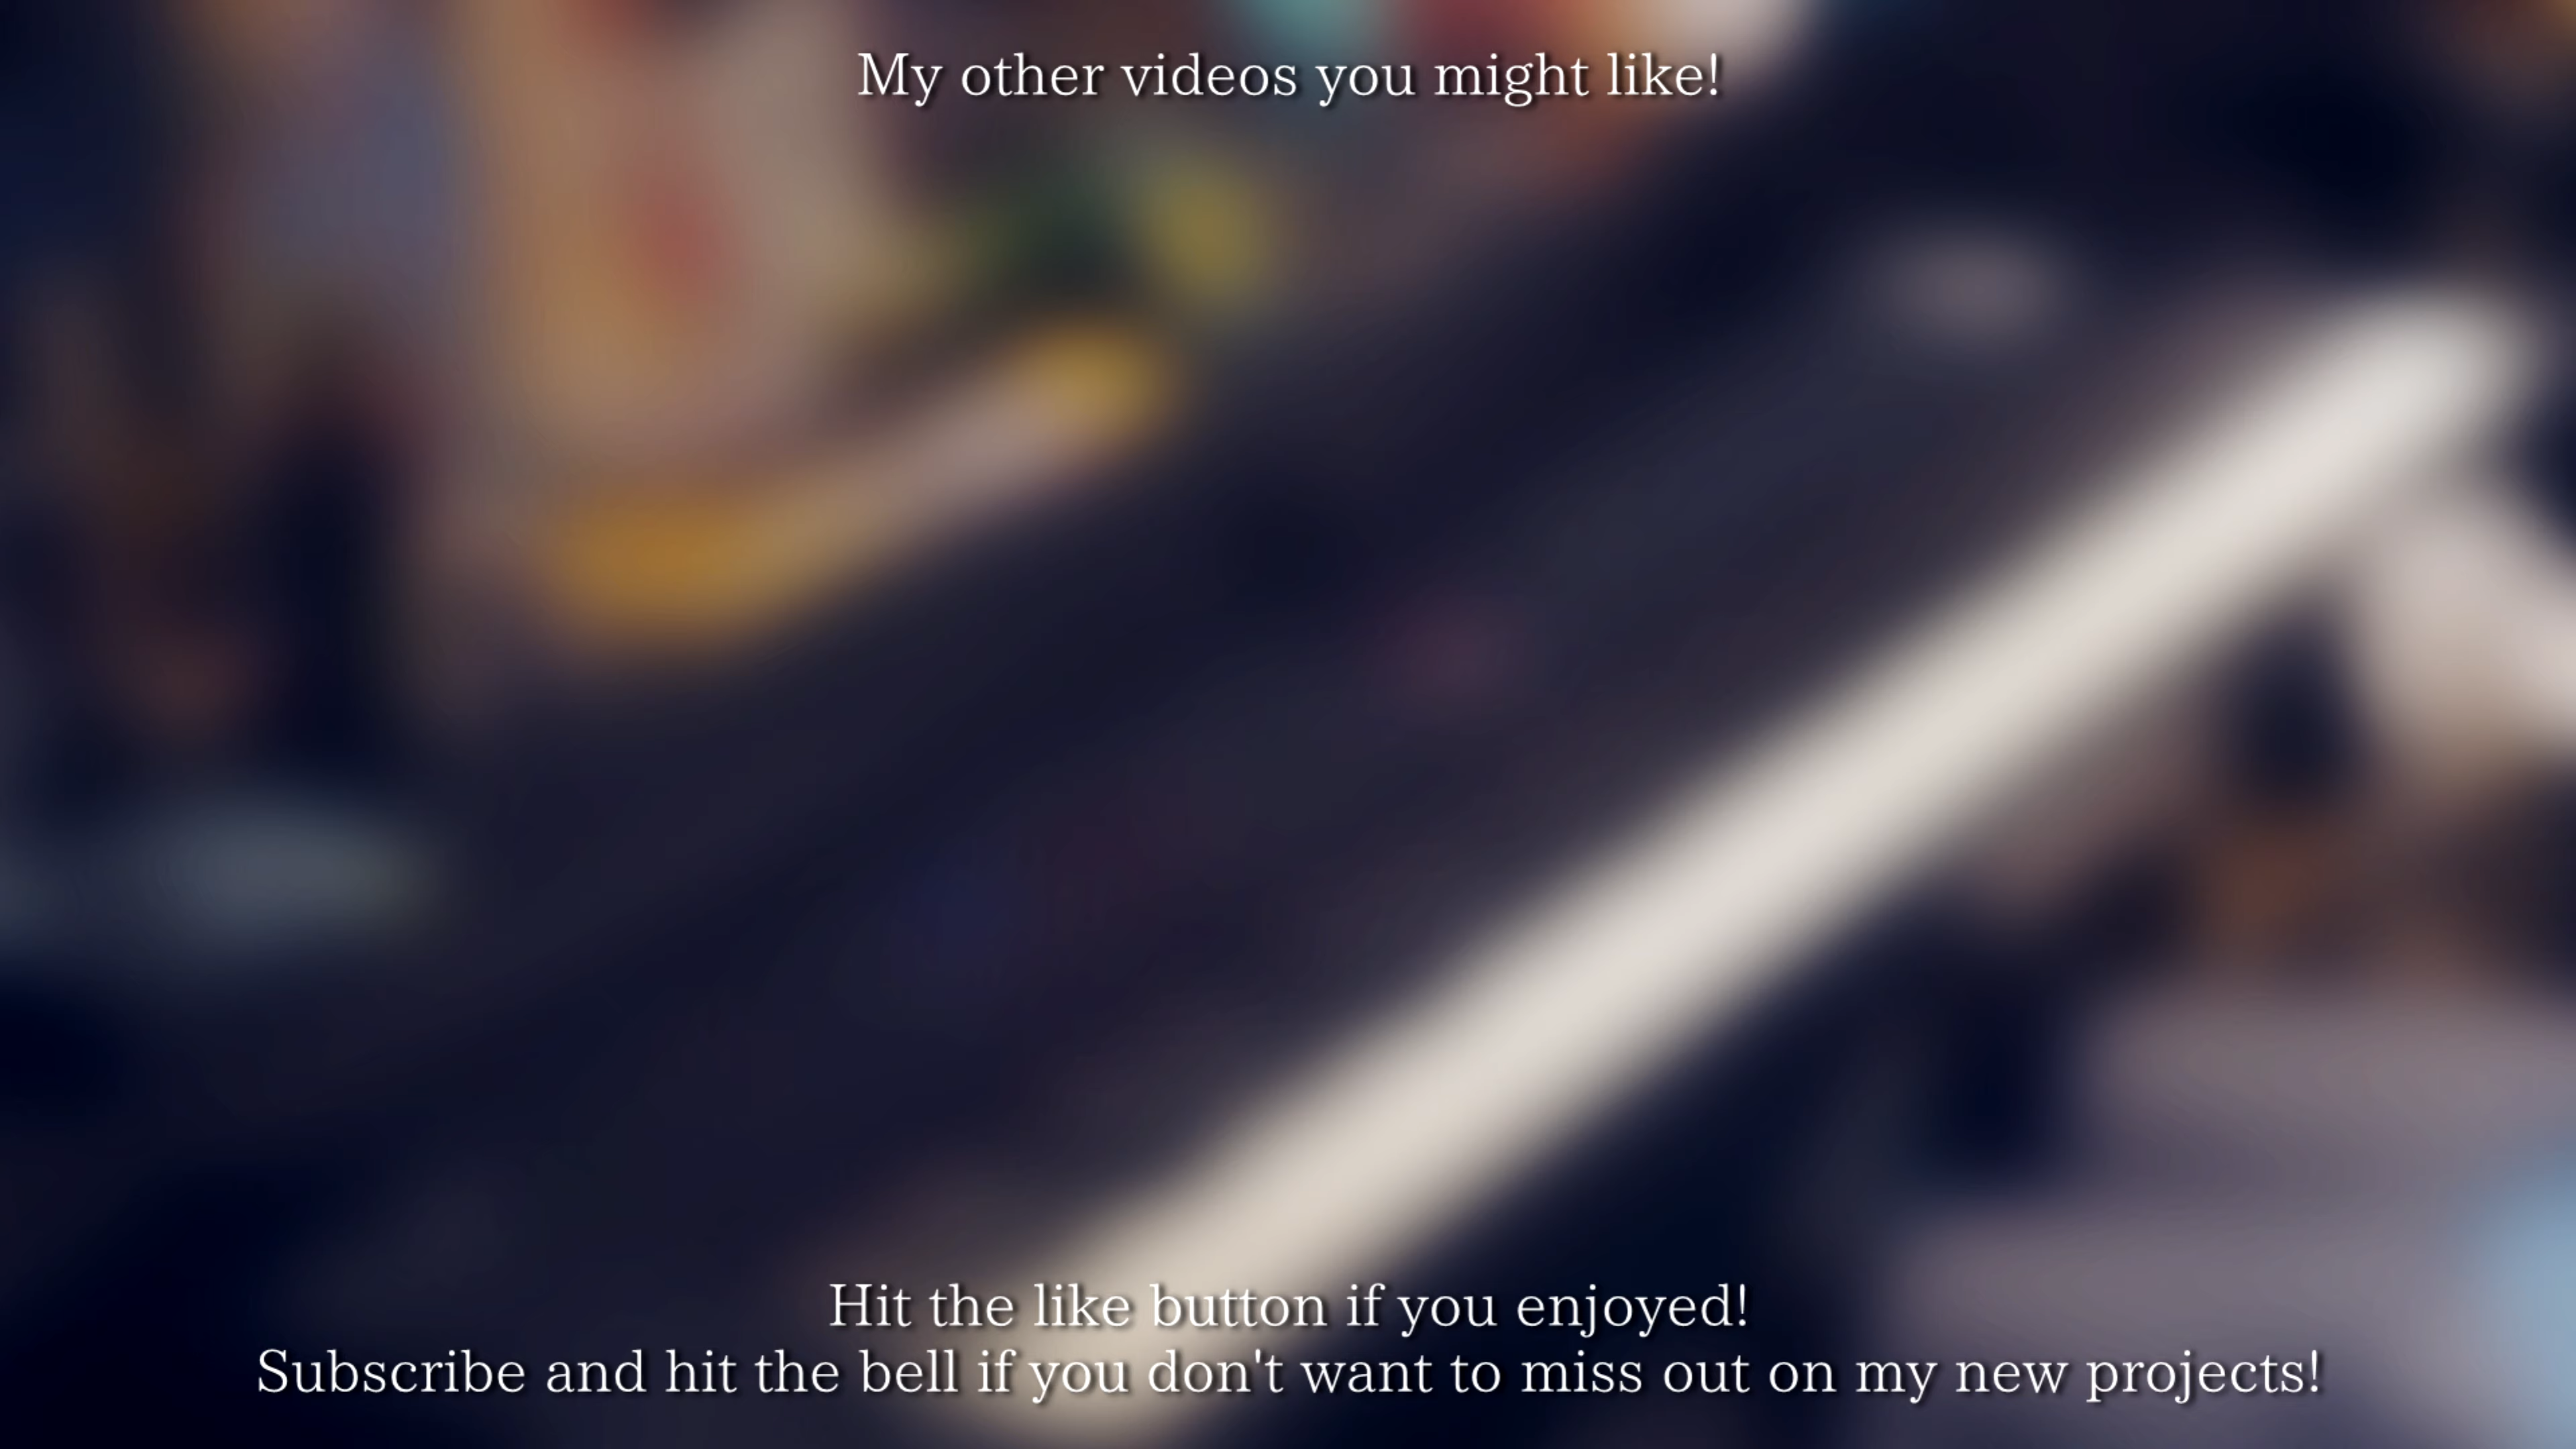 My other videos you might like!
Hit the like button if you enjoyed!
Subscribe and hit the bell if you don't want to miss out on my new projects!